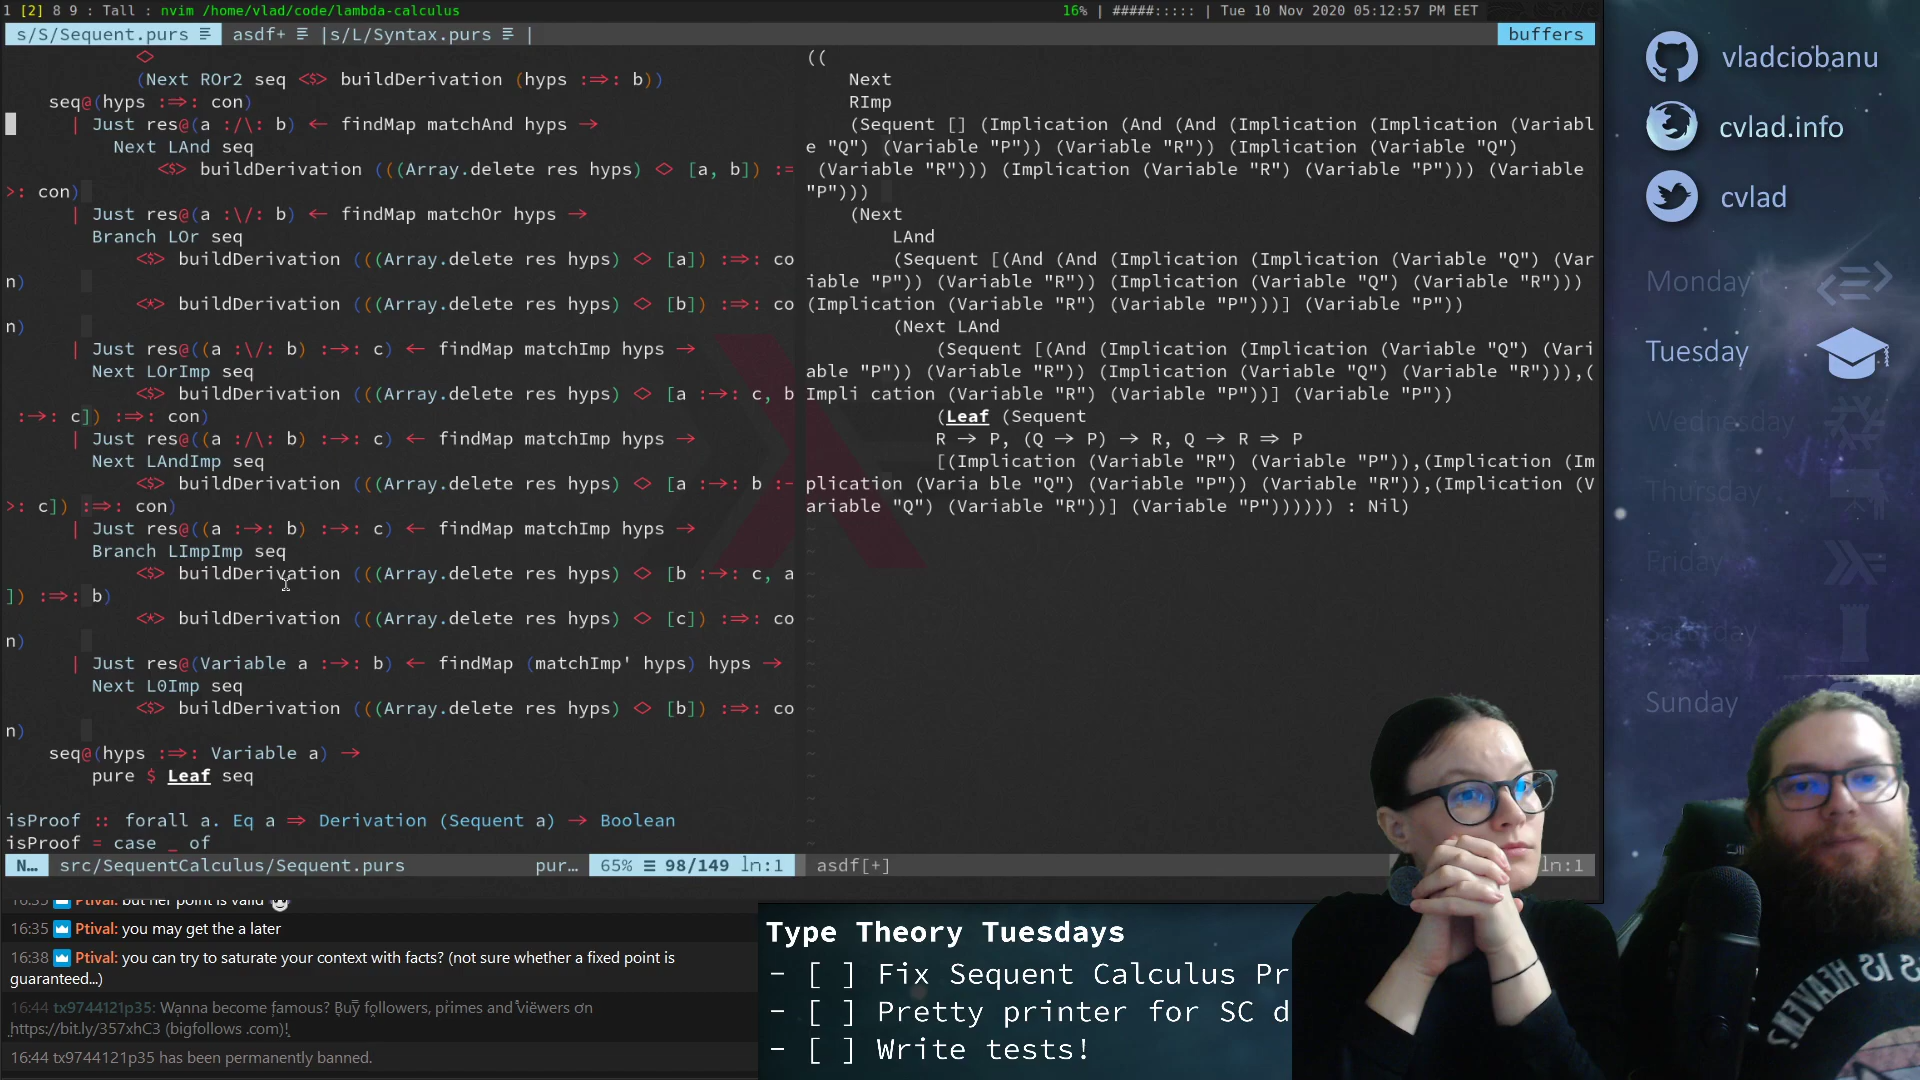 1 [2] 8 9 : Tall : nvim /home/vlad/code/lambda-calculus
16% | #####::::: | Tue 10 Nov 2020 05:12:57 PM EET
s/S/Sequent.purs ≡ asdf+ ≡ |s/L/Syntax.purs ≡ |
buffers
<>
(Next ROr2 seq <$> buildDerivation (hyps :⇒: b))
seq@(hyps :⇒: con)
| Just res@(a :/\: b) ← findMap matchAnd hyps →
Next LAnd seq
<$> buildDerivation (((Array.delete res hyps) <> [a, b]) :=
>: con)
| Just res@(a :\/: b) ← findMap matchOr hyps →
Branch LOr seq
<$> buildDerivation (((Array.delete res hyps) <> [a]) :⇒: co
n)
<*> buildDerivation (((Array.delete res hyps) <> [b]) :⇒: co
n)
| Just res@((a :\/: b) :→: c) ← findMap matchImp hyps →
Next LOrImp seq
<$> buildDerivation (((Array.delete res hyps) <> [a :→: c, b
:→: c]) :⇒: con)
| Just res@((a :/\: b) :→: c) ← findMap matchImp hyps →
Next LAndImp seq
<$> buildDerivation (((Array.delete res hyps) <> [a :→: b :-
>: c]) :⇒: con)
| Just res@((a :→: b) :→: c) ← findMap matchImp hyps →
Branch LImpImp seq
<$> buildDerivation (((Array.delete res hyps) <> [b :→: c, a
]) :⇒: b)
<*> buildDerivation (((Array.delete res hyps) <> [c]) :⇒: co
n)
| Just res@(Variable a :→: b) ← findMap (matchImp' hyps) hyps →
Next L0Imp seq
<$> buildDerivation (((Array.delete res hyps) <> [b]) :⇒: co
n)
seq@(hyps :⇒: Variable a) →
pure $ Leaf seq
isProof :: forall a. Eq a ⇒ Derivation (Sequent a) → Boolean
isProof = case _ of
N… src/SequentCalculus/Sequent.purs pur… 65% ≡ 98/149 ln:1
((
Next
RImp
(Sequent [] (Implication (And (And (Implication (Implication (Variabl
e "Q") (Variable "P")) (Variable "R")) (Implication (Variable "Q")
(Variable "R"))) (Implication (Variable "R") (Variable "P"))) (Variable
"P")))
(Next
LAnd
(Sequent [(And (And (Implication (Implication (Variable "Q") (Var
iable "P")) (Variable "R")) (Implication (Variable "Q") (Variable "R")))
(Implication (Variable "R") (Variable "P")))] (Variable "P"))
(Next LAnd
(Sequent [(And (Implication (Implication (Variable "Q") (Vari
able "P")) (Variable "R")) (Implication (Variable "Q") (Variable "R"))),(
Impli cation (Variable "R") (Variable "P"))] (Variable "P"))
(Leaf (Sequent
R → P, (Q → P) → R, Q → R ⇒ P
[(Implication (Variable "R") (Variable "P")),(Implication (Im
plication (Varia ble "Q") (Variable "P")) (Variable "R")),(Implication (V
ariable "Q") (Variable "R"))] (Variable "P")))))) : Nil)
asdf[+]
ln:1
vladciobanu
cvlad.info
cvlad
Monday
Tuesday
Wednesday
Thursday
Friday
Saturday
Sunday
16:35 Ptival: but her point is valid
16:35 Ptival: you may get the a later
16:38 Ptival: you can try to saturate your context with facts? (not sure whether a fixed point is
guaranteed...)
16:44 tx9744121p35: Wanna become famous? Buy followers, primes and viewers on
https://bit.ly/357xhC3 (bigfollows .com)!
16:44 tx9744121p35 has been permanently banned.
Type Theory Tuesdays
- [ ] Fix Sequent Calculus Pr
- [ ] Pretty printer for SC d
- [ ] Write tests!